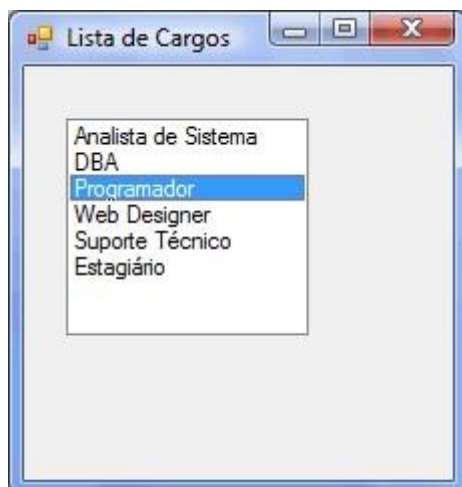 Lista de Cargos
Analista de Sistema
DBA
Programador
Web Designer
Suporte Técnico
Estagiário